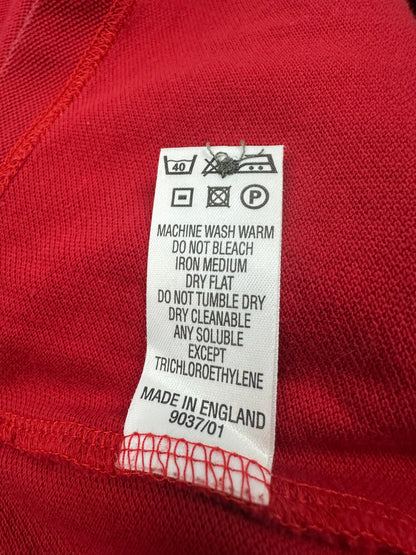 40
P
MACHINE WASH WARM
DO NOT BLEACH
IRON MEDIUM
DRY FLAT
DO NOT TUMBLE DRY
DRY CLEANABLE
ANY SOLUBLE
EXCEPT
TRICHLOROETHYLENE
MADE IN ENGLAND
9037/01